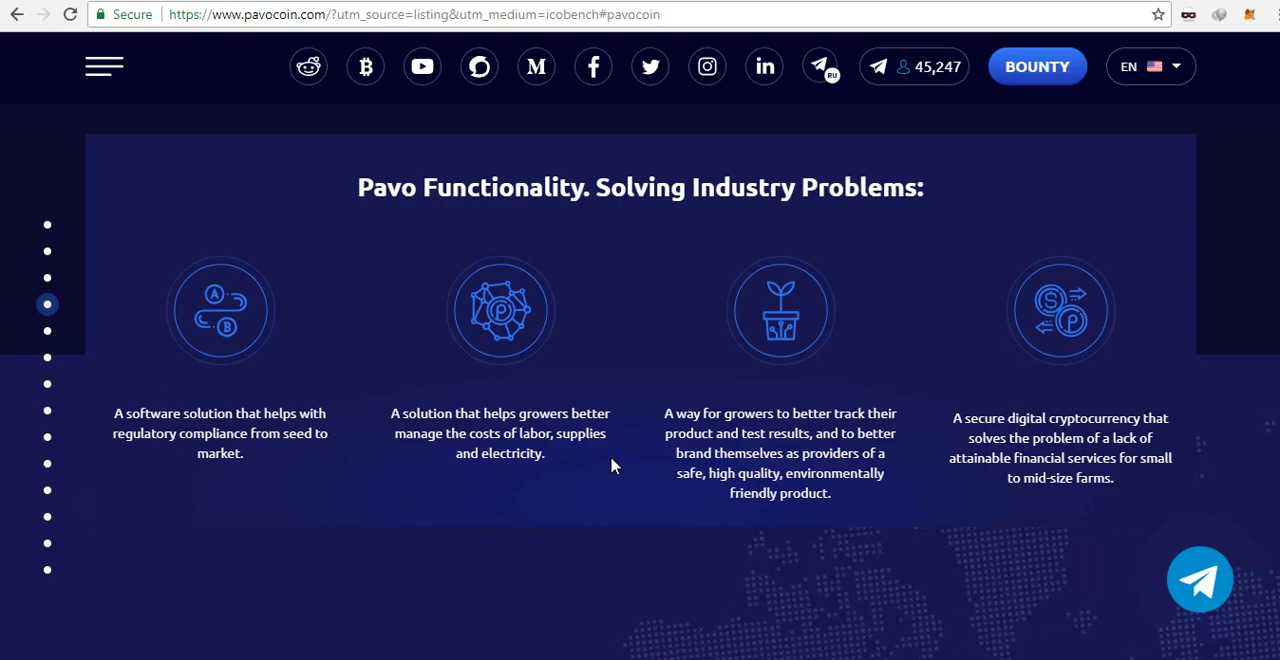 Secure
https://www.pavocoin.com/?utm_source=listing&utm_medium=icobench#pavocoin
RU
45,247
BOUNTY
EN
Pavo Functionality. Solving Industry Problems:
A
B
P
$
P
A software solution that helps with
regulatory compliance from seed to
market.
A solution that helps growers better
manage the costs of labor, supplies
and electricity.
A way for growers to better track their
product and test results, and to better
brand themselves as providers of a
safe, high quality, environmentally
friendly product.
A secure digital cryptocurrency that
solves the problem of a lack of
attainable financial services for small
to mid-size farms.